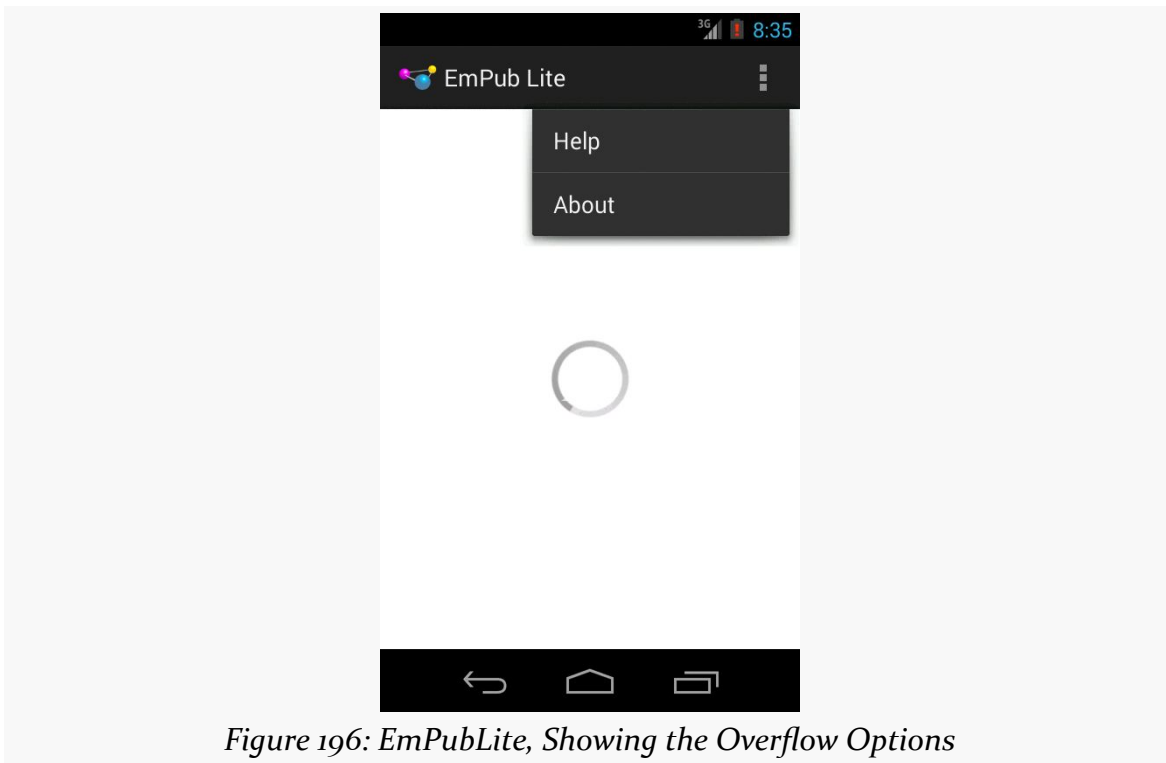 3G 8:35
EmPub Lite
Help
About
Figure 196: EmPubLite, Showing the Overflow Options